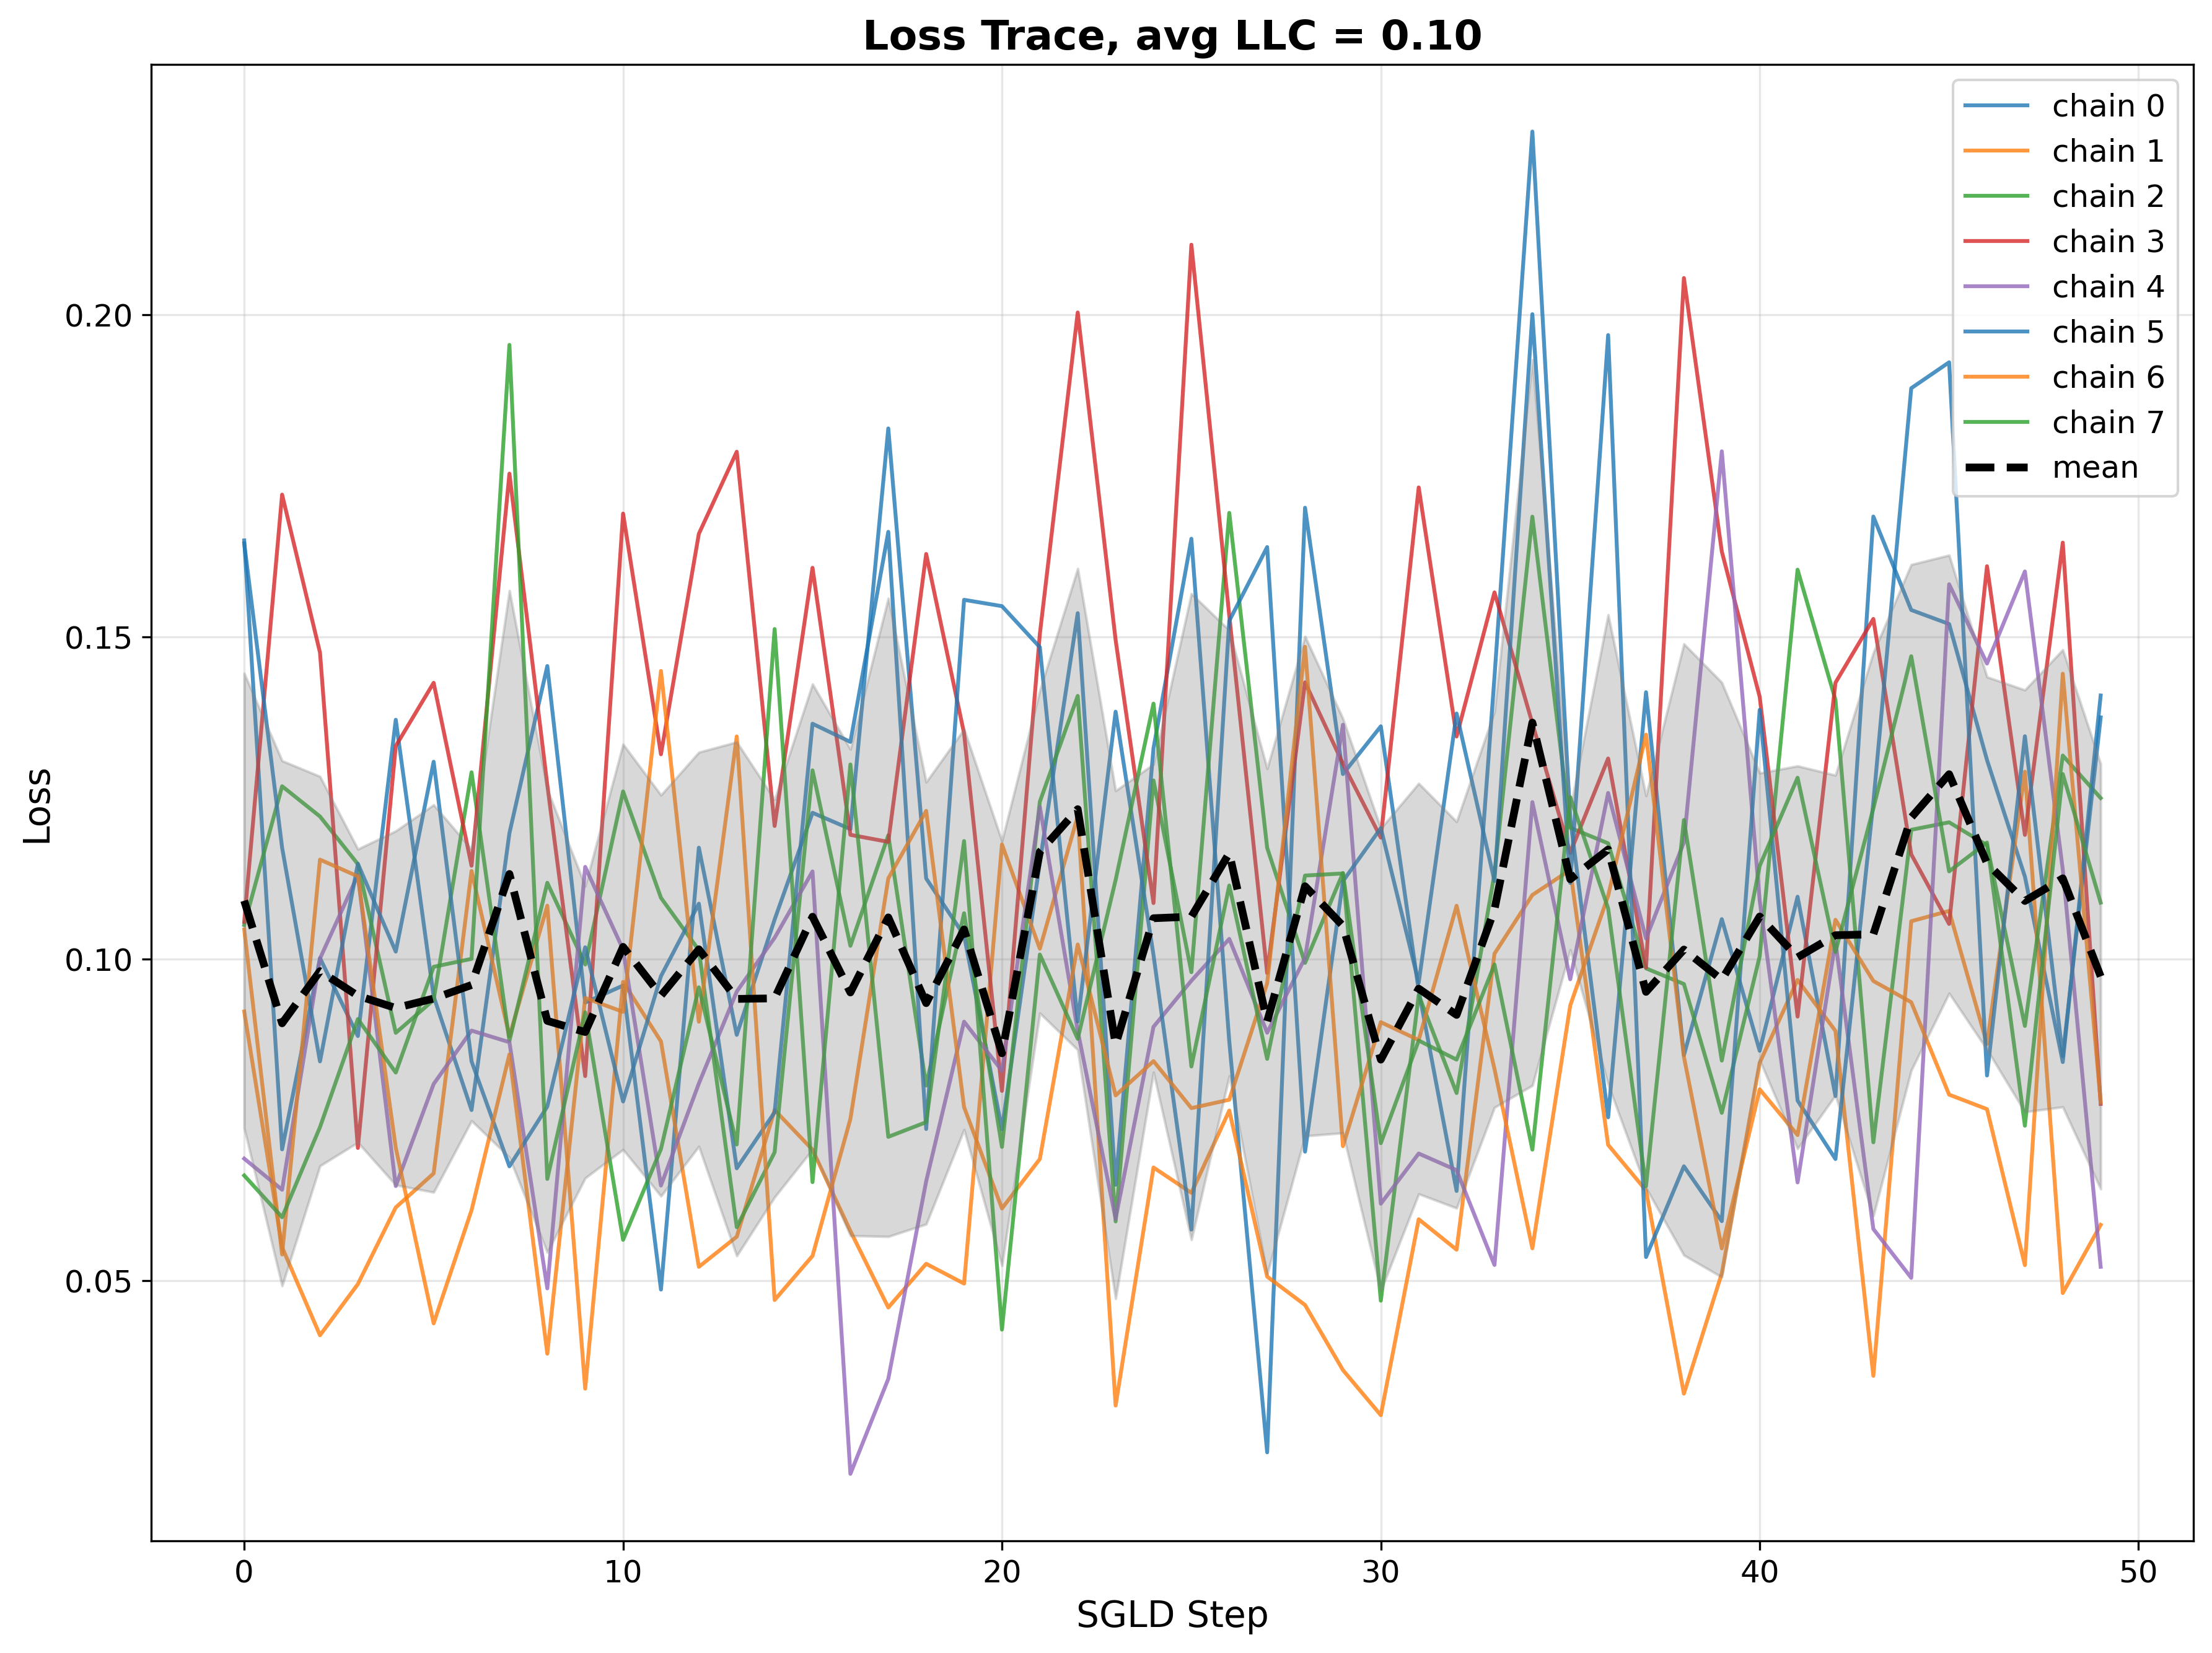 Loss Trace, avg LLC = 0.10
chain 0
chain 1
chain 2
chain 3
chain 4
chain 5
chain 6
chain 7
mean
Loss
0.20
0.15
0.10
0.05
0 10 20 30 40 50
SGLD Step